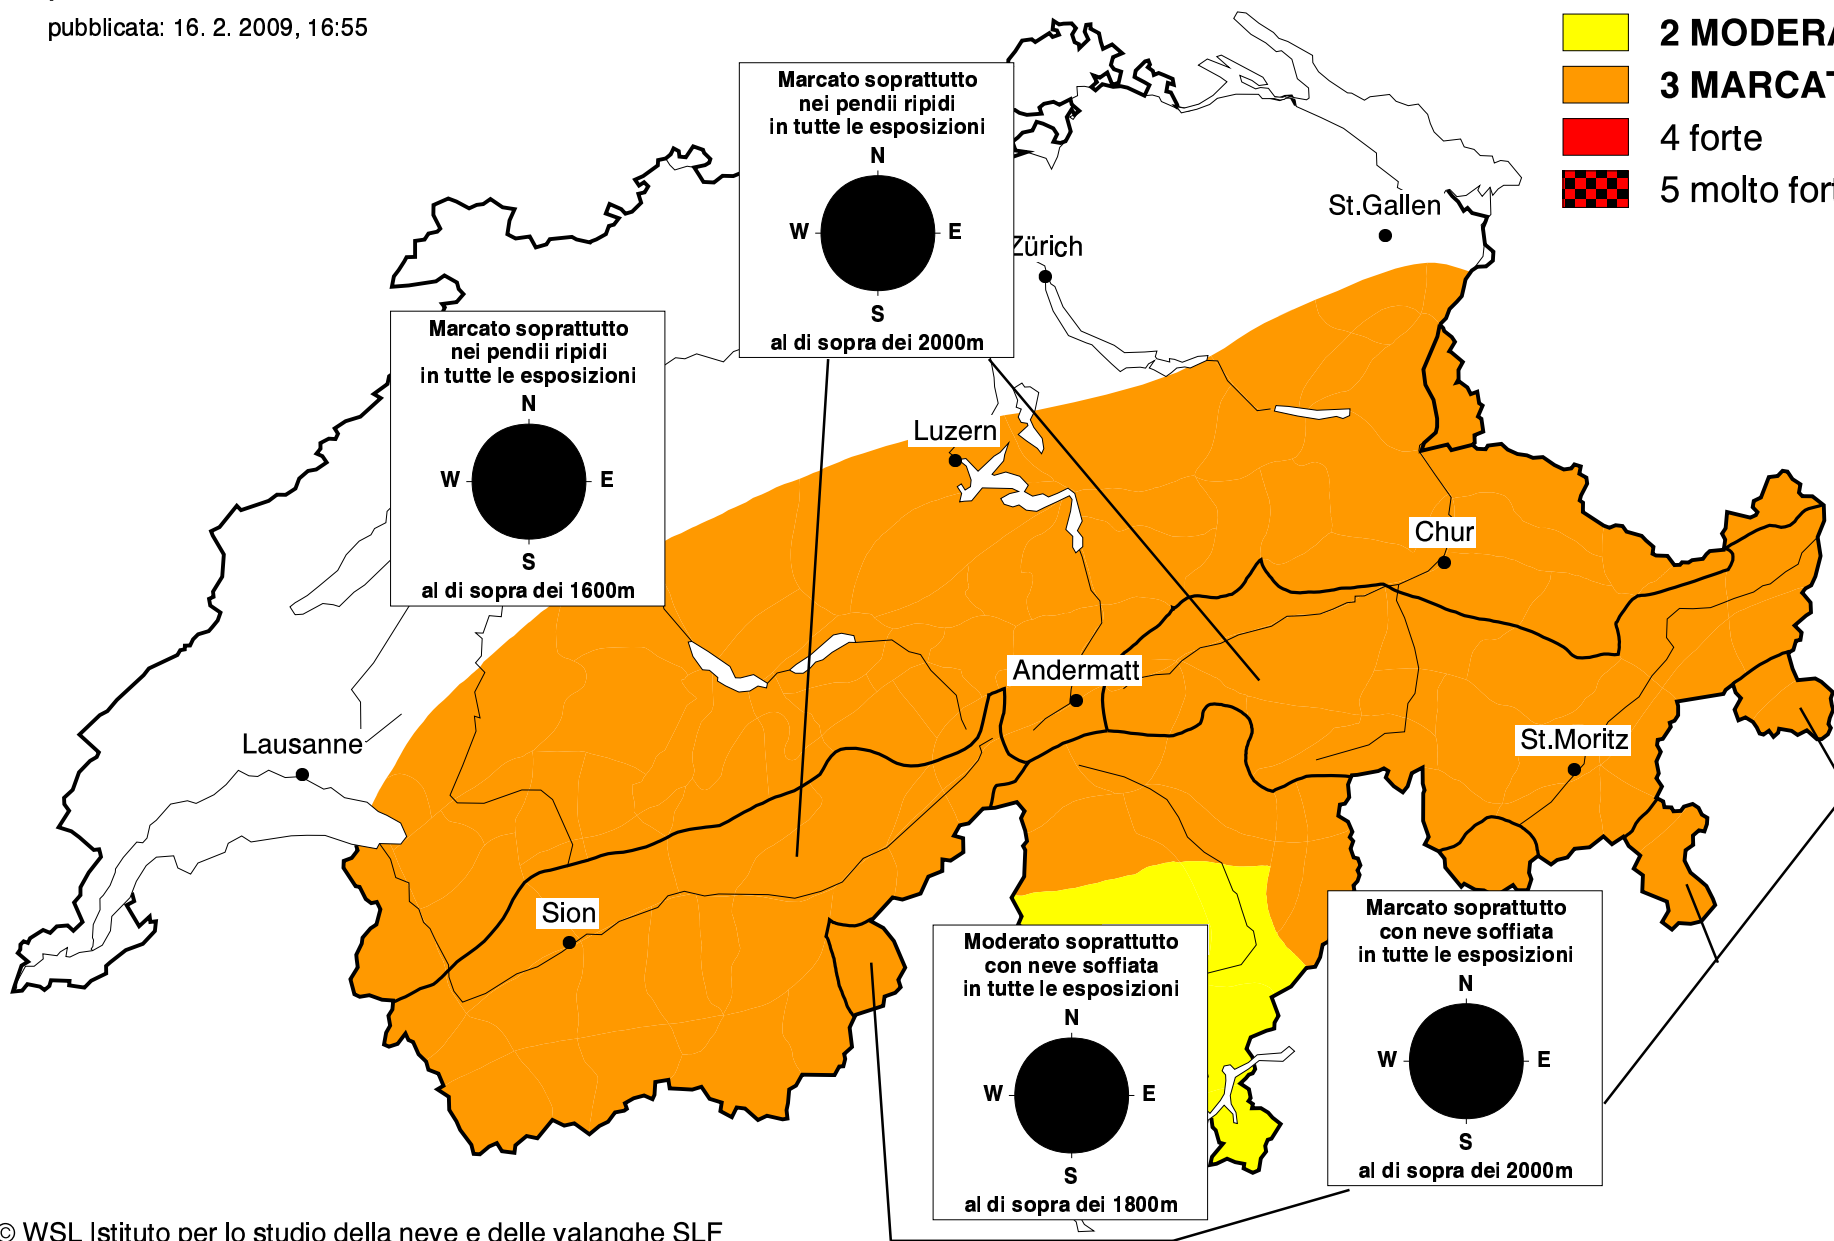 pubblicata: 16. 2. 2009, 16:55
3 MARCAT
4 forte
Marcato soprattutto
nei pendii ripidi
in tutte le esposizioni
N
W E
S
al di sopra dei 2000m
St.Gallen
Zürich
Marcato soprattutto
nei pendii ripidi
in tutte le esposizioni
N
W E
S
al di sopra dei 1600m
Luzern
Chur
Andermatt
Lausanne
St.Moritz
Sion
Moderato soprattutto
con neve soffiata
in tutte le esposizioni
N
W E
S
al di sopra dei 1800m
Marcato soprattutto
con neve soffiata
in tutte le esposizioni
N
W E
S
al di sopra dei 2000m
© WSL Istituto per lo studio della neve e delle valanghe SLF
2 MODERA
5 molto fort